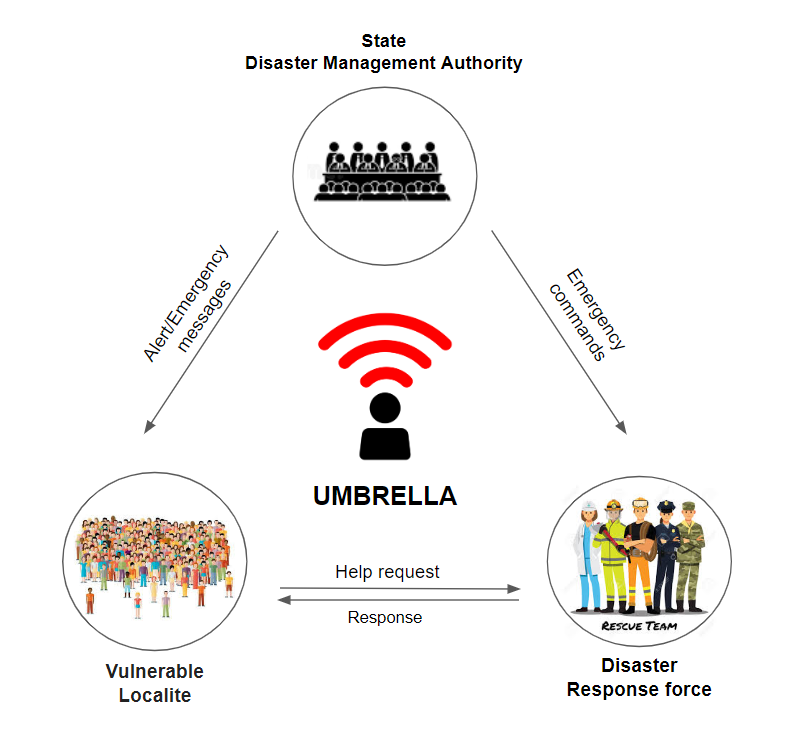 State
Disaster Management Authority
Alert/Emergency
messages
Emergency
commands
UMBRELLA
Help request
Response
RESCUE TEAM
Vulnerable
Localite
Disaster
Response force